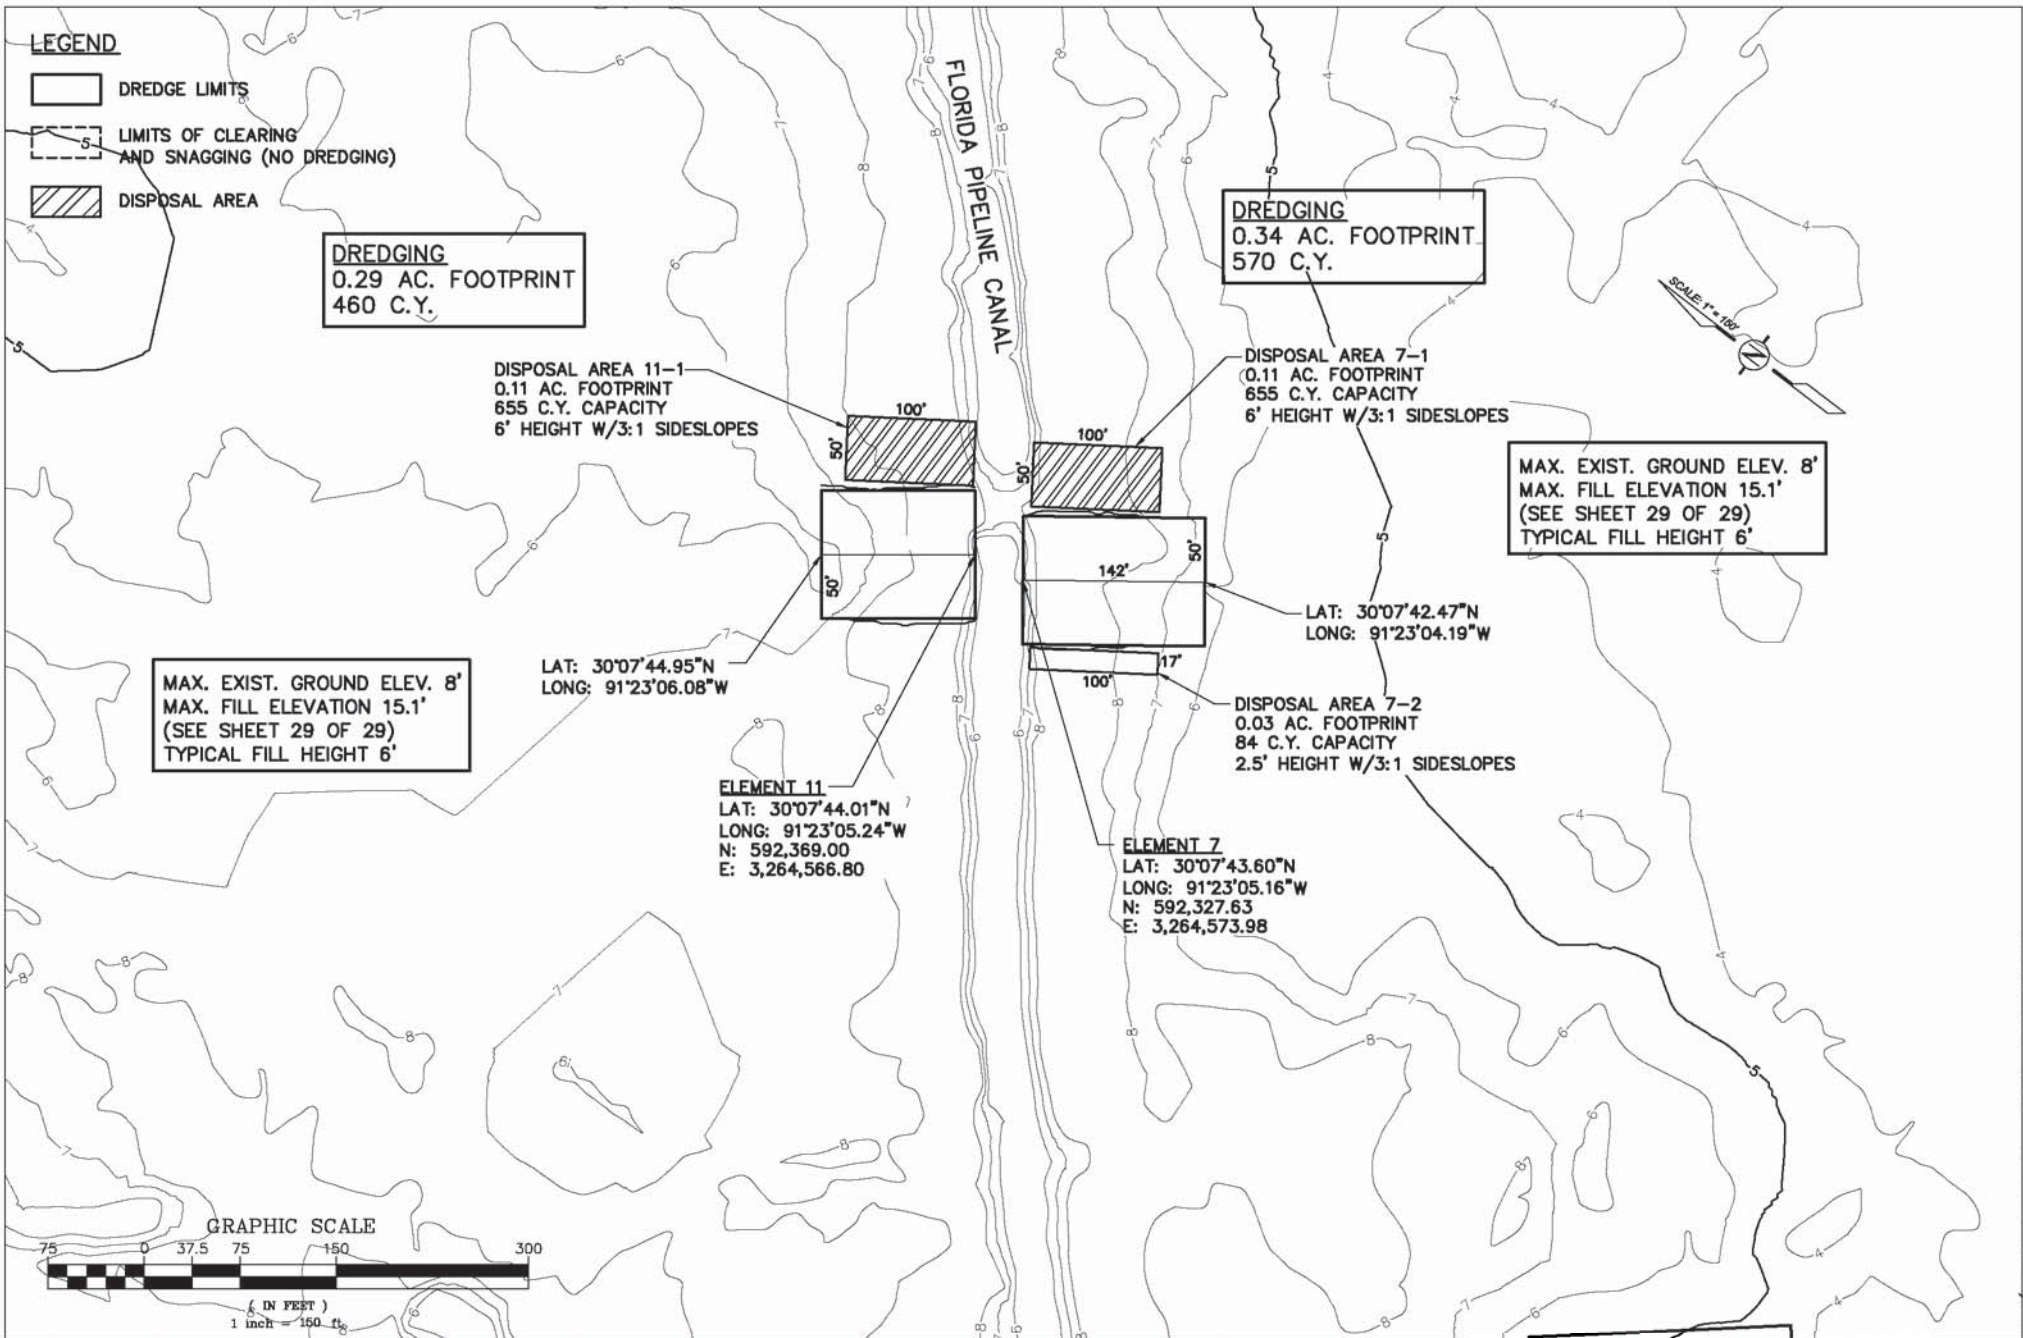 LEGEND
DREDGE LIMITS
LIMITS OF CLEARING
AND SNAGGING (NO DREDGING)
DISPOSAL AREA
FLORIDA PIPELINE CANAL
DREDGING
0.29 AC. FOOTPRINT
460 C.Y.
DREDGING
0.34 AC. FOOTPRINT
570 C.Y.
SCALE: 1" = 150'
N
DISPOSAL AREA 11-1
0.11 AC. FOOTPRINT
655 C.Y. CAPACITY
6' HEIGHT W/3:1 SIDESLOPES
100'
50'
50'
DISPOSAL AREA 7-1
0.11 AC. FOOTPRINT
655 C.Y. CAPACITY
6' HEIGHT W/3:1 SIDESLOPES
100'
50'
142'
50'
17'
100'
MAX. EXIST. GROUND ELEV. 8'
MAX. FILL ELEVATION 15.1'
(SEE SHEET 29 OF 29)
TYPICAL FILL HEIGHT 6'
LAT: 30°07'42.47"N
LONG: 91°23'04.19"W
LAT: 30°07'44.95"N
LONG: 91°23'06.08"W
MAX. EXIST. GROUND ELEV. 8'
MAX. FILL ELEVATION 15.1'
(SEE SHEET 29 OF 29)
TYPICAL FILL HEIGHT 6'
DISPOSAL AREA 7-2
0.03 AC. FOOTPRINT
84 C.Y. CAPACITY
2.5' HEIGHT W/3:1 SIDESLOPES
ELEMENT 11
LAT: 30°07'44.01"N
LONG: 91°23'05.24"W
N: 592,369.00
E: 3,264,566.80
ELEMENT 7
LAT: 30°07'43.60"N
LONG: 91°23'05.16"W
N: 592,327.63
E: 3,264,573.98
GRAPHIC SCALE
75 0 37.5 75 150 300
( IN FEET )
1 inch = 150 ft.